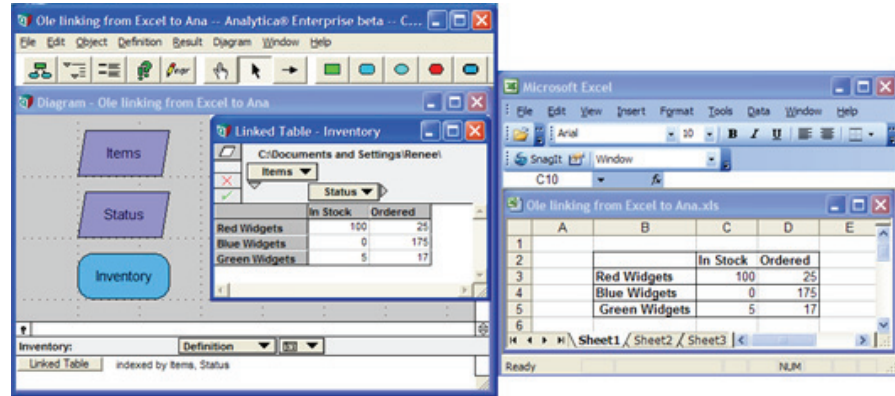 Ole linking from Excel to Ana -- Analytica® Enterprise beta -- C...
File Edit Object Definition Result Diagram Window Help
Expr
Diagram - Ole linking from Excel to Ana
Items
Status
Inventory
Linked Table - Inventory
C:\Documents and Settings\Renee\
Items
Status
In Stock Ordered
Red Widgets 100 25
Blue Widgets 0 175
Green Widgets 5 17
Inventory: Definition
Linked Table indexed by Items, Status
Microsoft Excel
File Edit View Insert Format Tools Data Window Help
Arial 10 B I U
SnagIt Window
C10 fx
Ole linking from Excel to Ana.xls
A B C D E
1
2 In Stock Ordered
3 Red Widgets 100 25
4 Blue Widgets 0 175
5 Green Widgets 5 17
6
Sheet1 / Sheet2 / Sheet3
Ready NUM